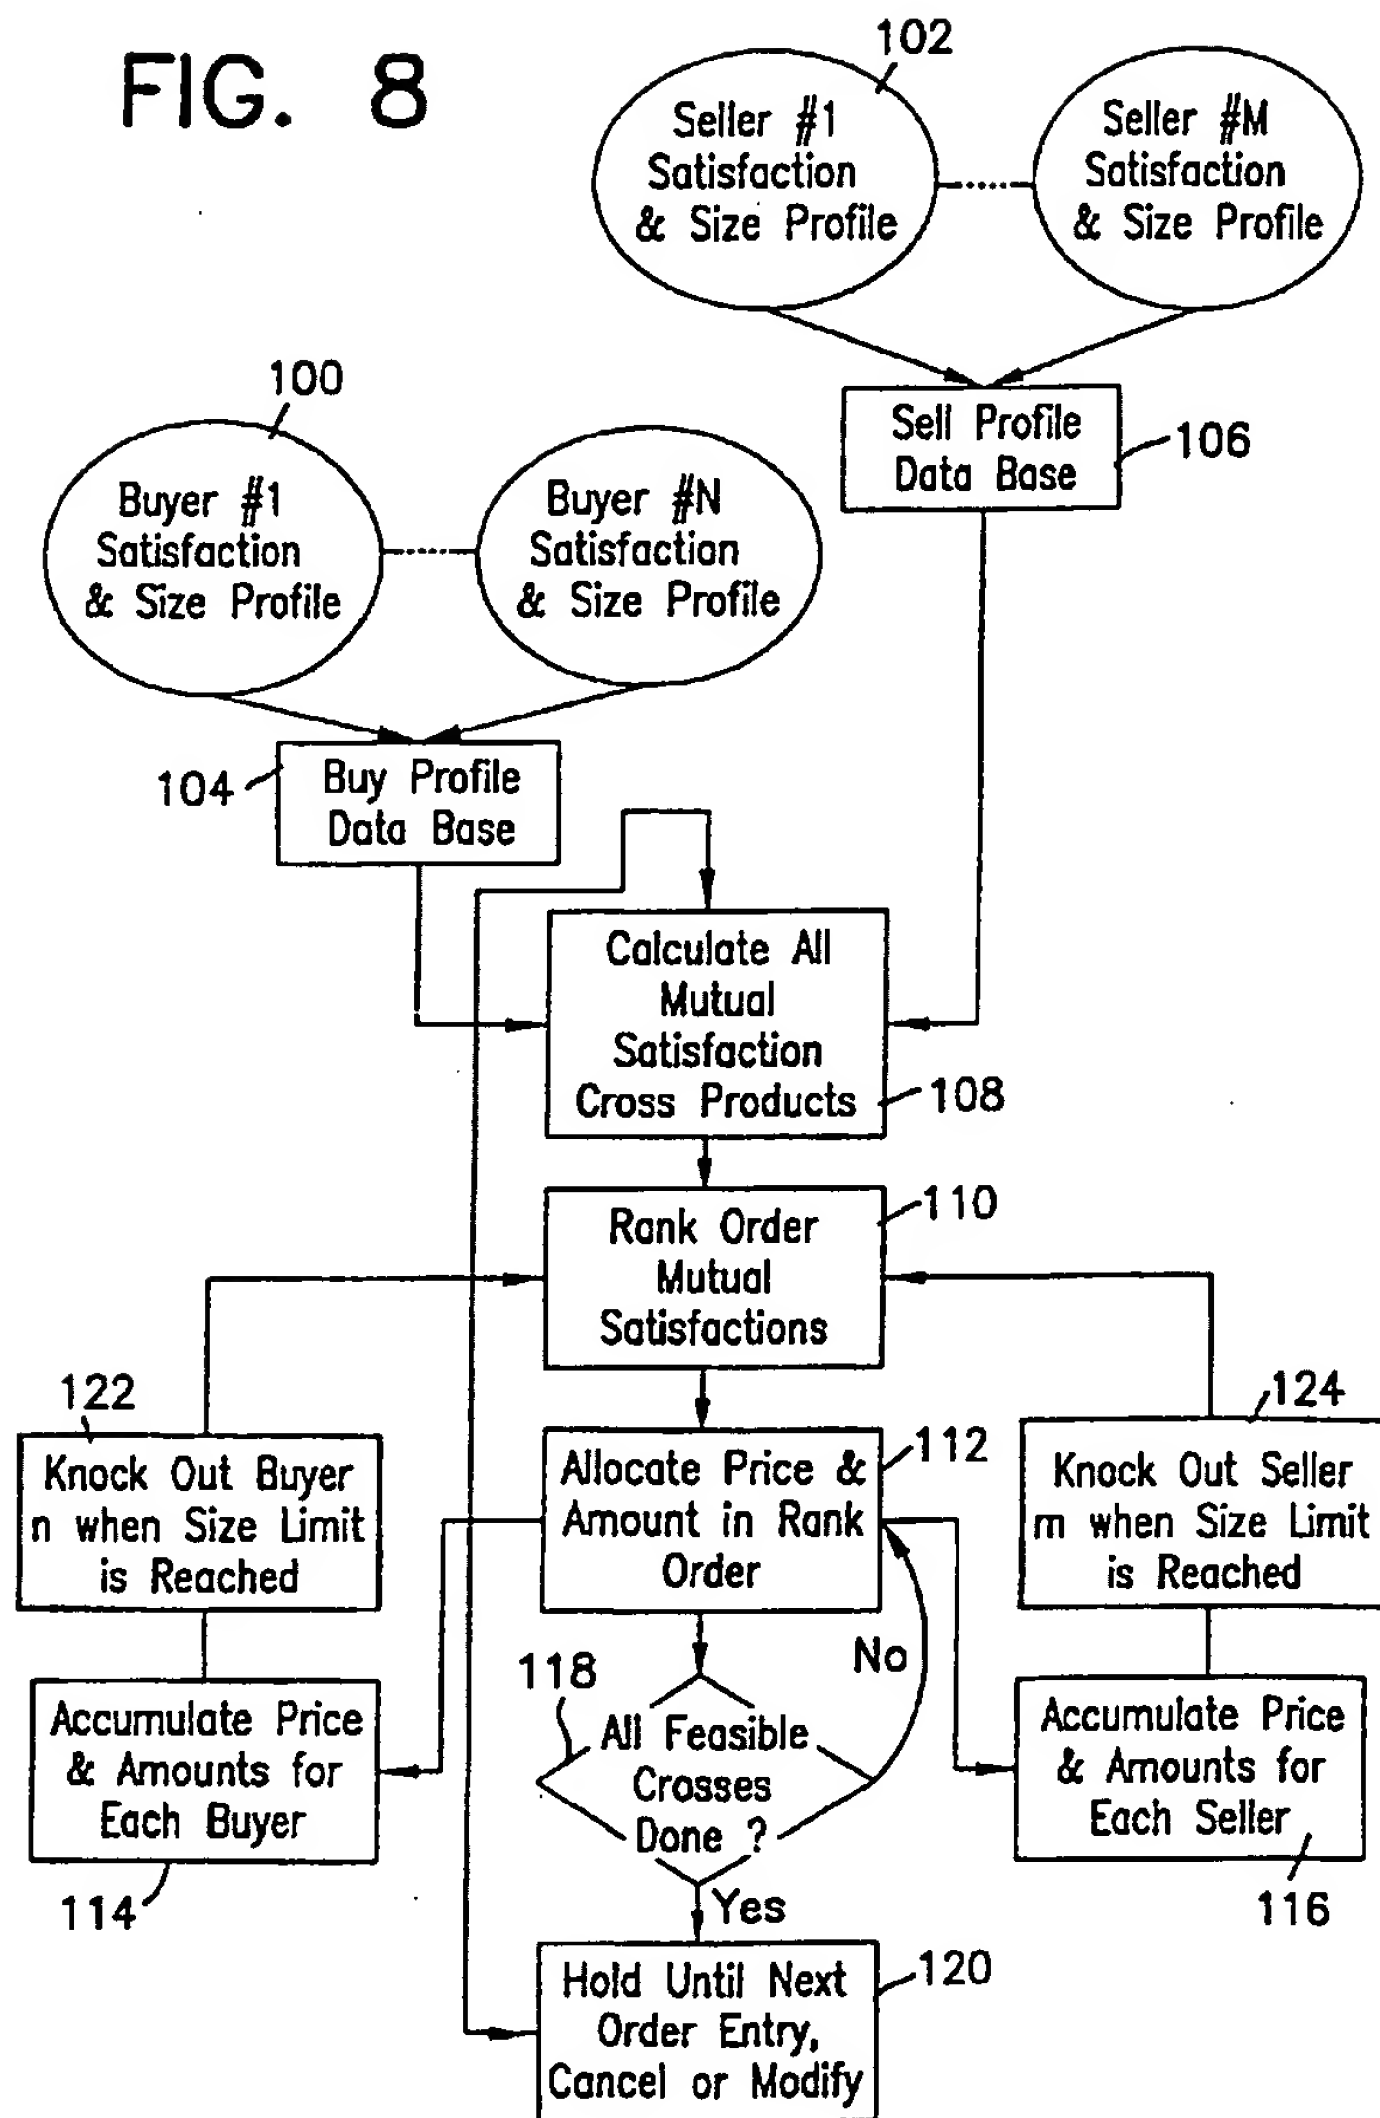 FIG. 8
102
Seller #1
Satisfaction
& Size Profile
Seller #M
Satisfaction
& Size Profile
Sell Profile
Data Base
106
100
Buyer #1
Satisfaction
& Size Profile
Buyer #N
Satisfaction
& Size Profile
104
Buy Profile
Data Base
Calculate All
Mutual
Satisfaction
Cross Products
108
Rank Order
Mutual
Satisfactions
110
122
Knock Out Buyer
n when Size Limit
is Reached
Allocate Price &
Amount in Rank
Order
112
124
Knock Out Seller
m when Size Limit
is Reached
Accumulate Price
& Amounts for
Each Buyer
114
118
All Feasible
Crosses
Done ?
No
Yes
Accumulate Price
& Amounts for
Each Seller
116
Hold Until Next
Order Entry,
Cancel or Modify
120